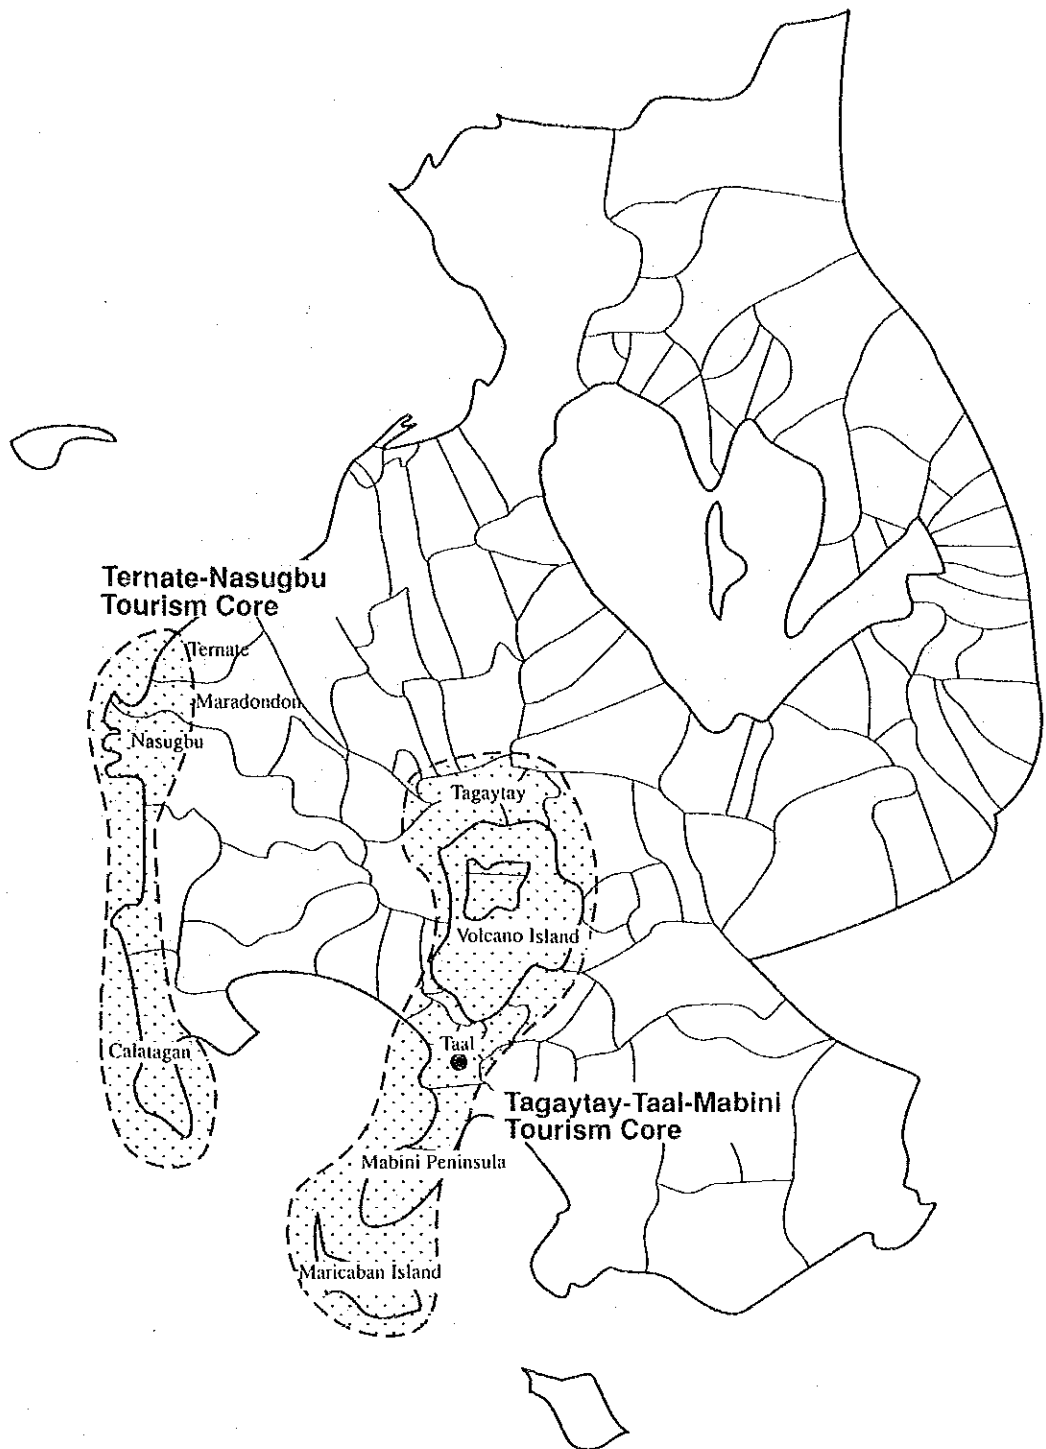 Ternate-Nasugbu
Tourism Core
Ternate
Maradondon
Nasugbu
Tagaytay
Volcano Island
Taal
Calatagan
Tagaytay-Taal-Mabini
Tourism Core
Mabini Peninsula
Maricaban Island